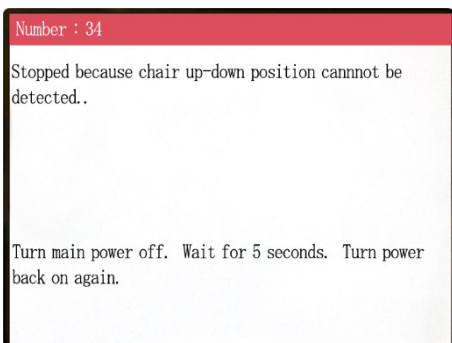 Number : 34
Stopped because chair up-down position cannnot be
detected..
Turn main power off. Wait for 5 seconds. Turn power
back on again.